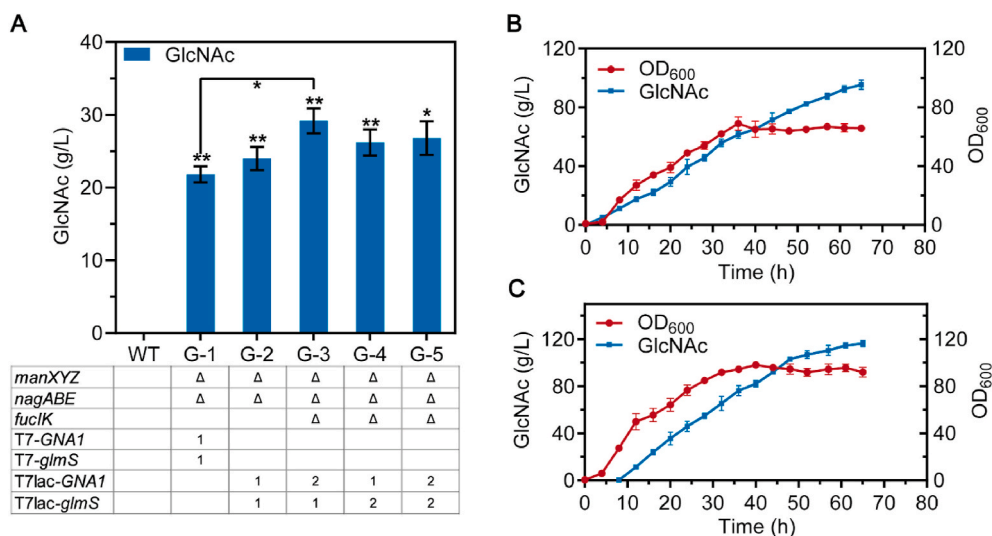 A
GlcNAc (g/L)
40
30
20
10
0
GlcNAc
*
**
**
**
**
*
WT G-1 G-2 G-3 G-4 G-5
manXYZ Δ Δ Δ Δ Δ
nagABE Δ Δ Δ Δ Δ
fucIK Δ Δ Δ
T7-GNA1 1
T7-glmS 1
T7lac-GNA1 1 2 1 2
T7lac-glmS 1 1 2 2
B
GlcNAc (g/L)
120
80
40
0
OD600
GlcNAc
120
80
40
0
OD600
0 10 20 30 40 50 60 70 80
Time (h)
C
GlcNAc (g/L)
120
80
40
0
OD600
GlcNAc
120
80
40
0
OD600
0 10 20 30 40 50 60 70 80
Time (h)